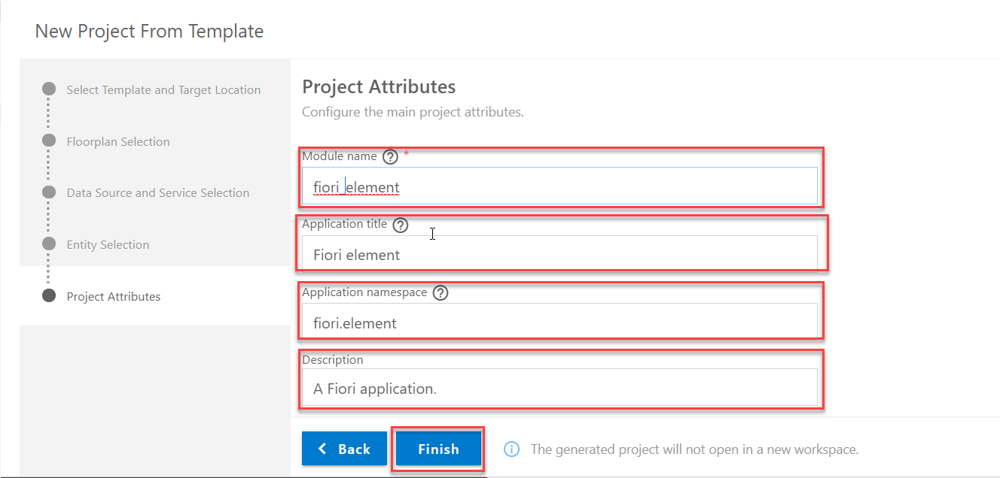 New Project From Template
Select Template and Target Location
Floorplan Selection
Data Source and Service Selection
Entity Selection
Project Attributes
Project Attributes
Configure the main project attributes.
Module name ? *
fiori_element
Application title ?
Fiori element
Application namespace ?
fiori.element
Description
A Fiori application.
Back
Finish
The generated project will not open in a new workspace.